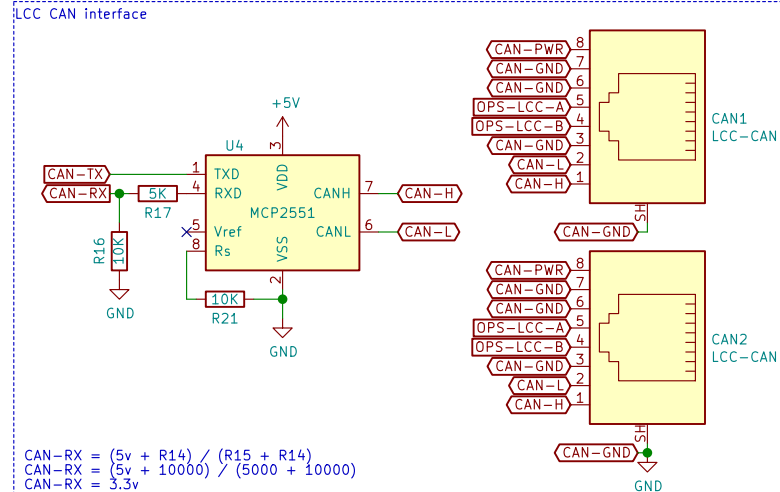 LCC CAN interface
+5V
U4
3
VDD
CAN-TX
1
TXD
CAN-RX
5K
4
RXD
R17
CANH
7
CAN-H
MCP2551
5
Vref
CANL
6
CAN-L
8
Rs
VSS
2
R16
10K
GND
10K
R21
GND
CAN-PWR
8
CAN-GND
7
CAN-GND
6
OPS-LCC-A
5
OPS-LCC-B
4
CAN-GND
3
CAN-L
2
CAN-H
1
CAN1
LCC-CAN
SH
CAN-GND
CAN-PWR
8
CAN-GND
7
CAN-GND
6
OPS-LCC-A
5
OPS-LCC-B
4
CAN-GND
3
CAN-L
2
CAN-H
1
CAN2
LCC-CAN
SH
CAN-GND
GND
CAN-RX = (5v + R14) / (R15 + R14)
CAN-RX = (5v + 10000) / (5000 + 10000)
CAN-RX = 3.3v